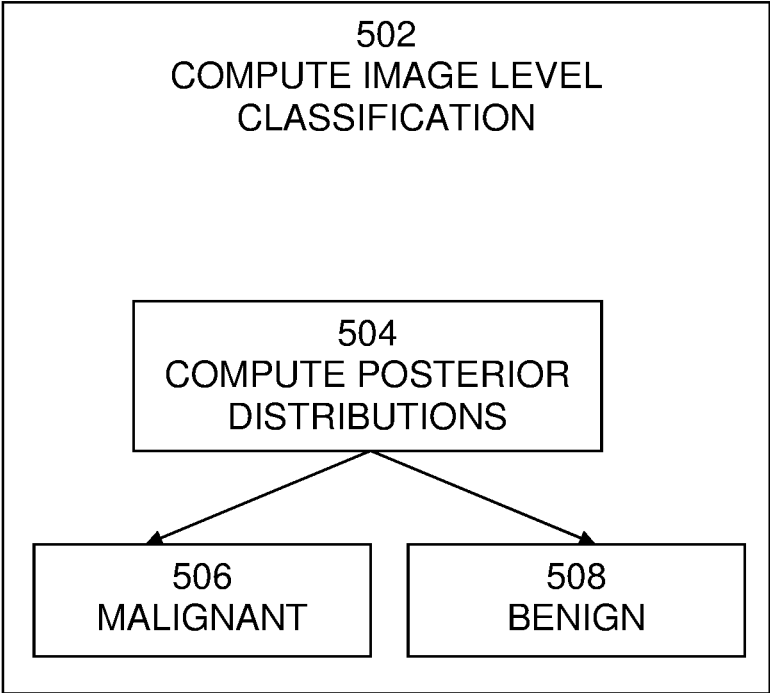 502
COMPUTE IMAGE LEVEL
CLASSIFICATION
504
COMPUTE POSTERIOR
DISTRIBUTIONS
506
MALIGNANT
508
BENIGN